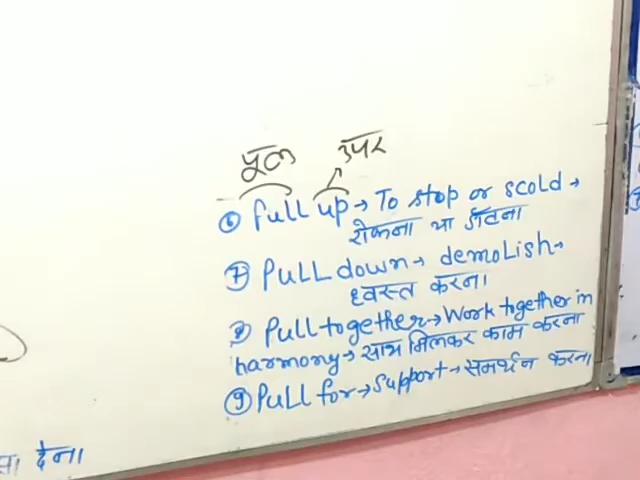 पूल ऊपर
⑥ Pull up → To stop or scold →
रोकना या डाँटना
⑦ Pull down → demolish →
ध्वस्त करना।
⑧ Pull together → Work together in
harmony → साथ मिलकर काम करना
⑨ Pull for → Support → समर्थन करना।
देना।